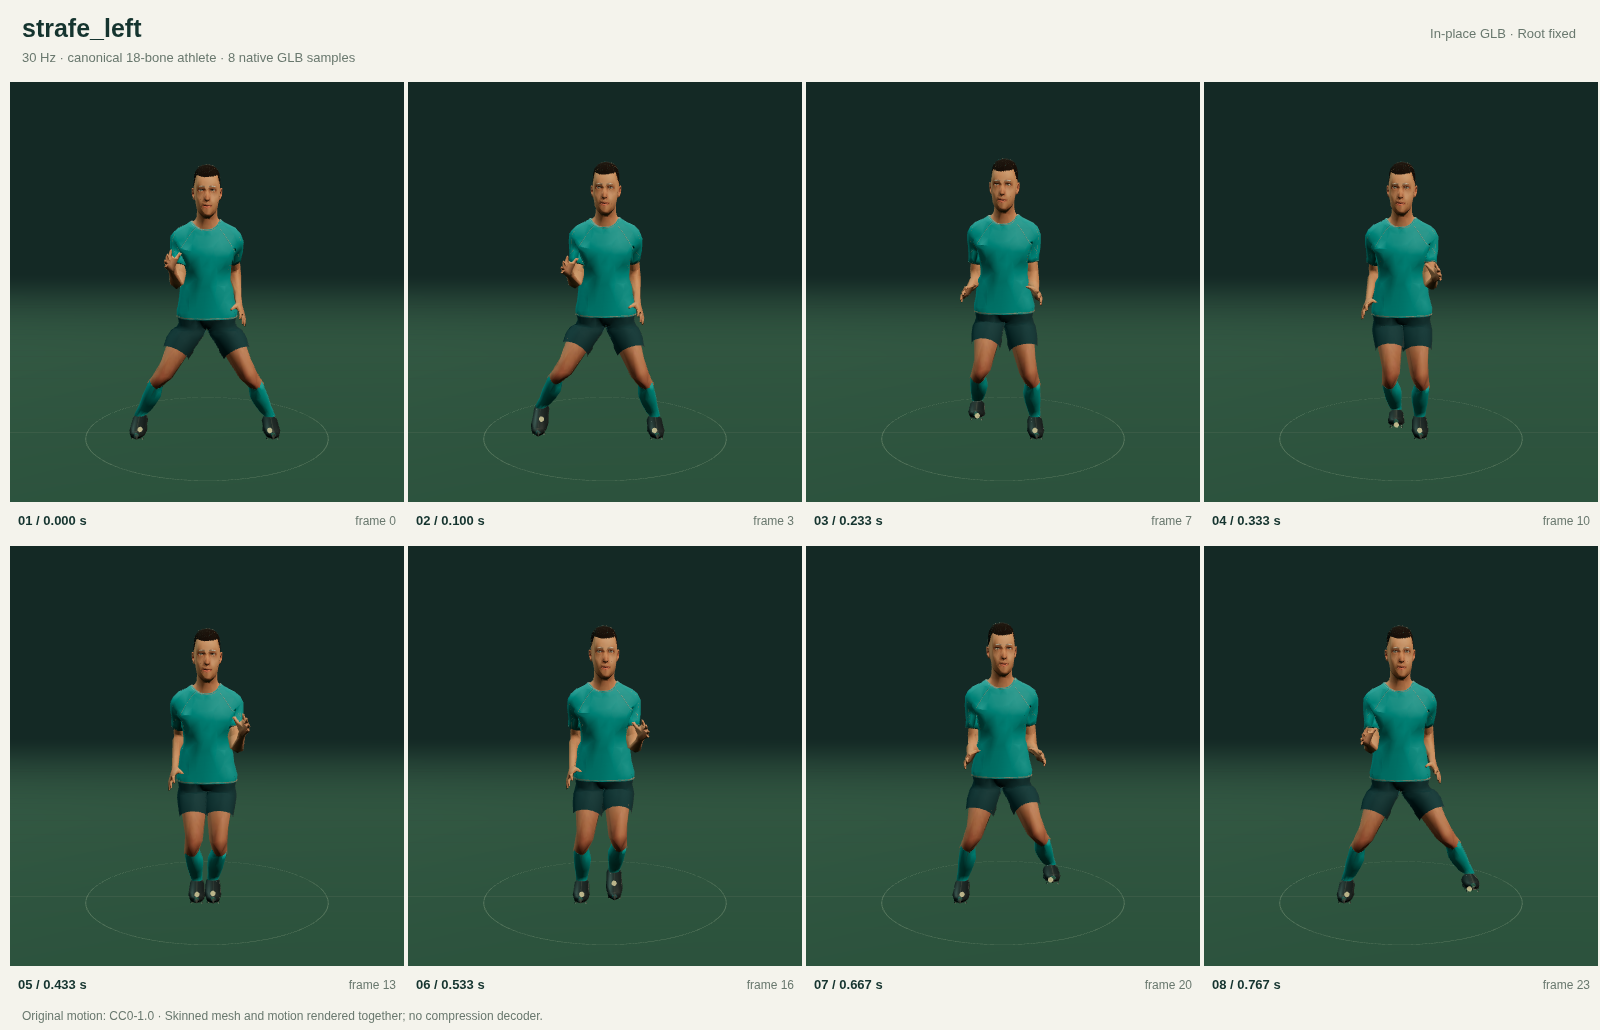 strafe_left
In-place GLB · Root fixed
30 Hz · canonical 18-bone athlete · 8 native GLB samples
01 / 0.000 s frame 0
02 / 0.100 s frame 3
03 / 0.233 s frame 7
04 / 0.333 s frame 10
05 / 0.433 s frame 13
06 / 0.533 s frame 16
07 / 0.667 s frame 20
08 / 0.767 s frame 23
Original motion: CC0-1.0 · Skinned mesh and motion rendered together; no compression decoder.